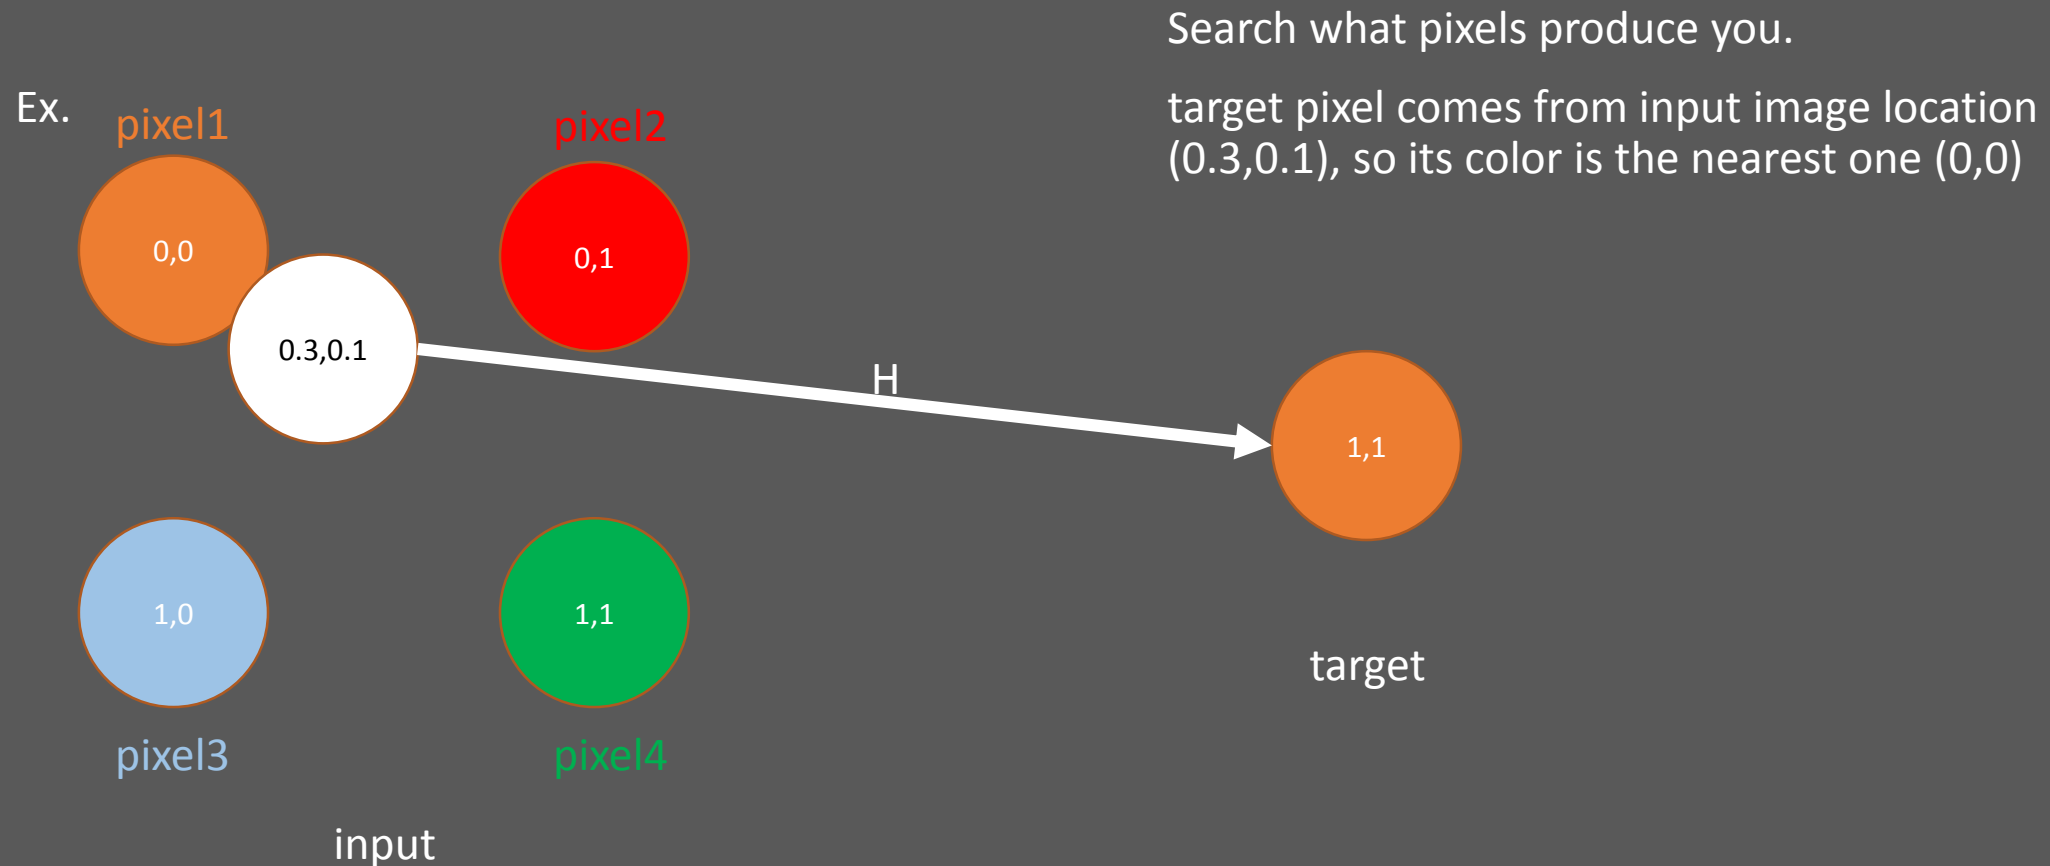 Search what pixels produce you.
target pixel comes from input image location
(0.3,0.1), so its color is the nearest one (0,0)
Ex.
pixel1
pixel2
0,0
0,1
0.3,0.1
H
1,1
1,0
1,1
target
pixel3
pixel4
input